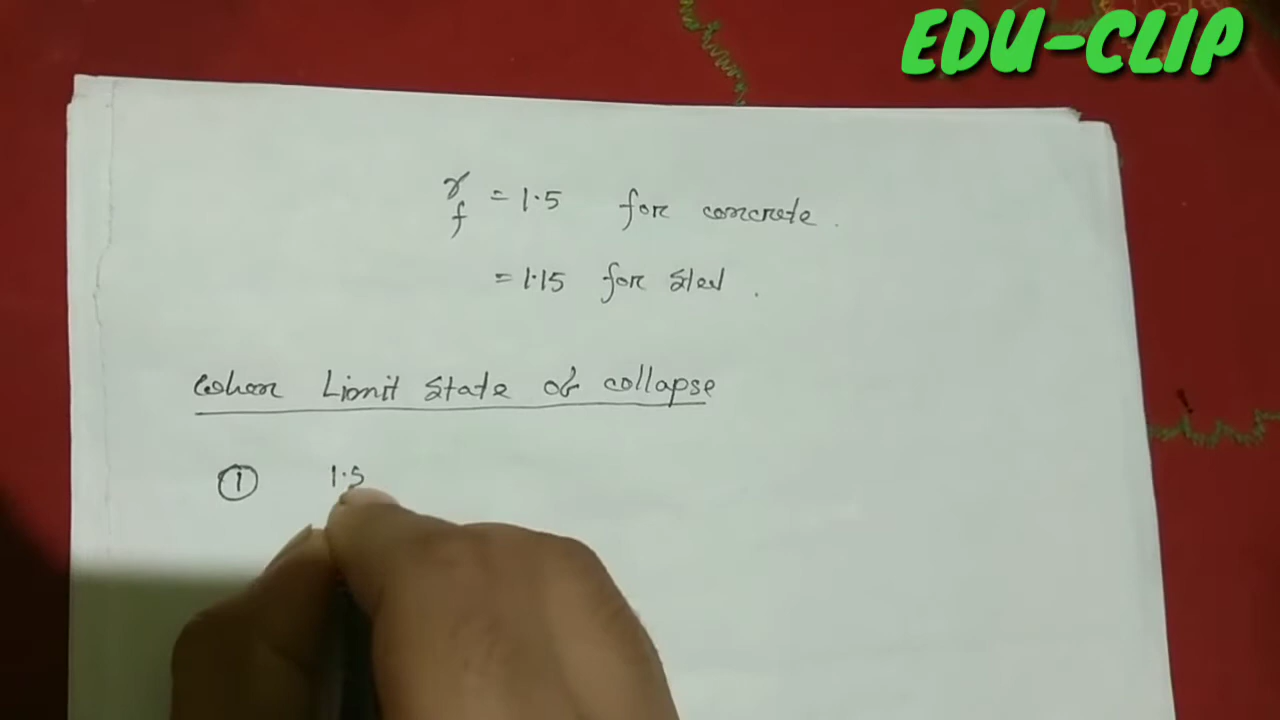 EDU-CLIP
γf = 1.5 for concrete.
= 1.15 for Steel.
When Limit State of collapse
① 1.5